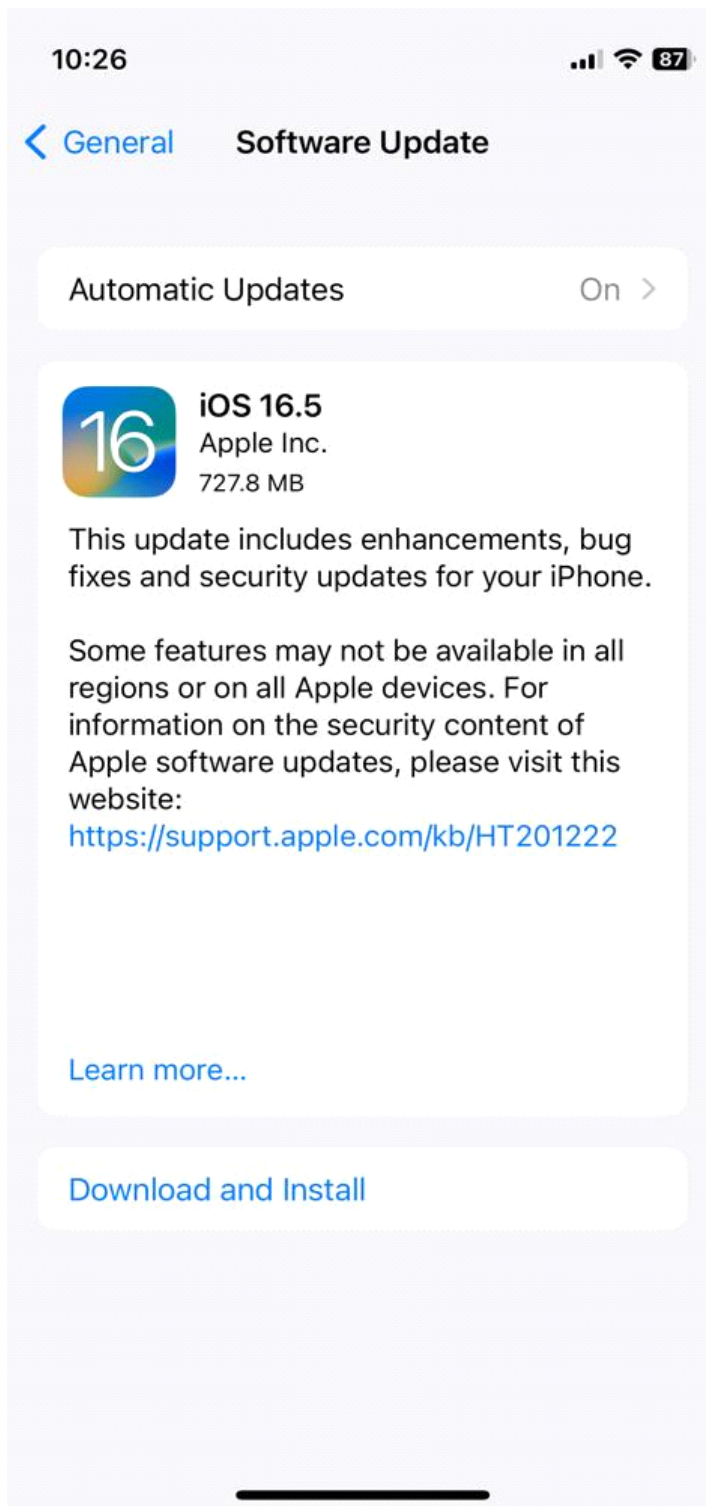 10:26
87
General
Software Update
Automatic Updates
On
16
iOS 16.5
Apple Inc.
727.8 MB
This update includes enhancements, bug
fixes and security updates for your iPhone.
Some features may not be available in all
regions or on all Apple devices. For
information on the security content of
Apple software updates, please visit this
website:
https://support.apple.com/kb/HT201222
Learn more...
Download and Install